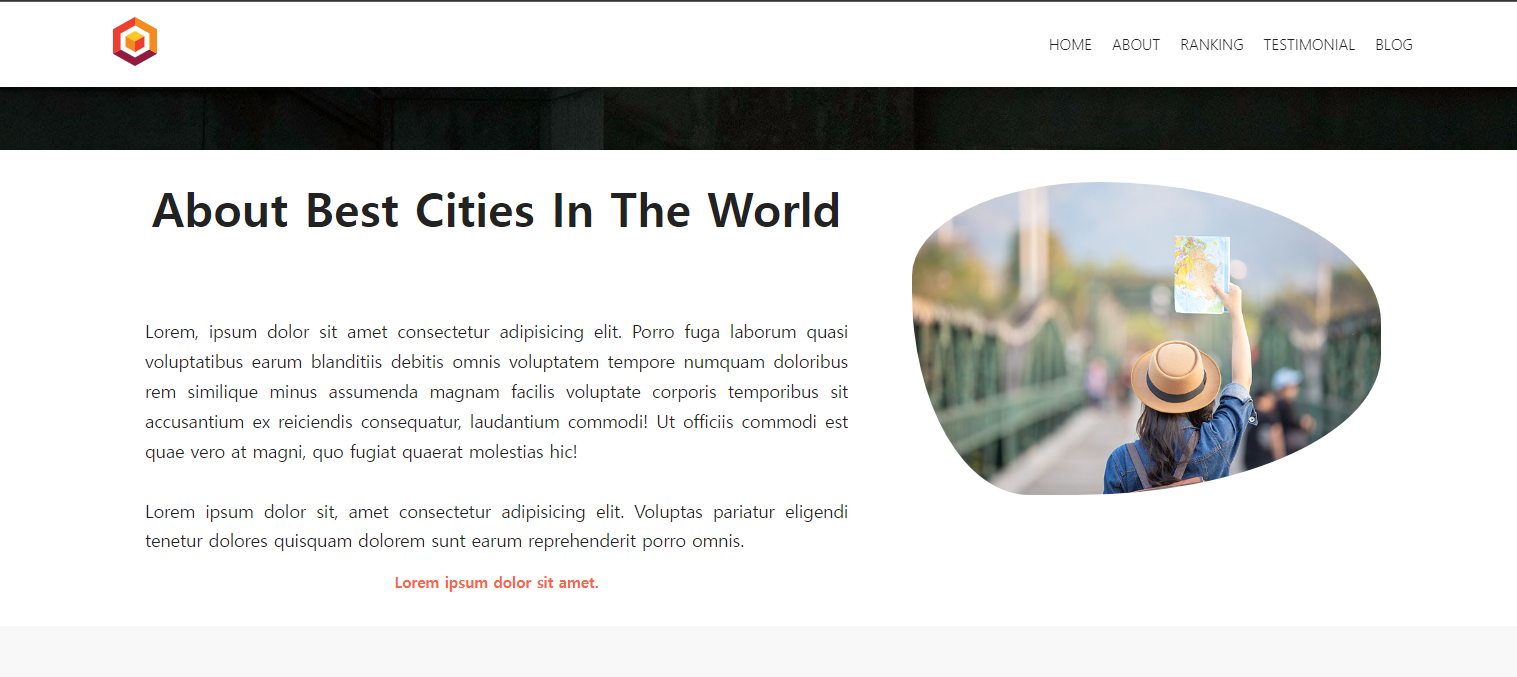 HOME ABOUT RANKING TESTIMONIAL BLOG
About Best Cities In The World
Lorem, ipsum dolor sit amet consectetur adipisicing elit. Porro fuga laborum quasi
voluptatibus earum blanditiis debitis omnis voluptatem tempore numquam doloribus
rem similique minus assumenda magnam facilis voluptate corporis temporibus sit
accusantium ex reiciendis consequatur, laudantium commodi! Ut officiis commodi est
quae vero at magni, quo fugiat quaerat molestias hic!
Lorem ipsum dolor sit, amet consectetur adipisicing elit. Voluptas pariatur eligendi
tenetur dolores quisquam dolorem sunt earum reprehenderit porro omnis.
Lorem ipsum dolor sit amet.